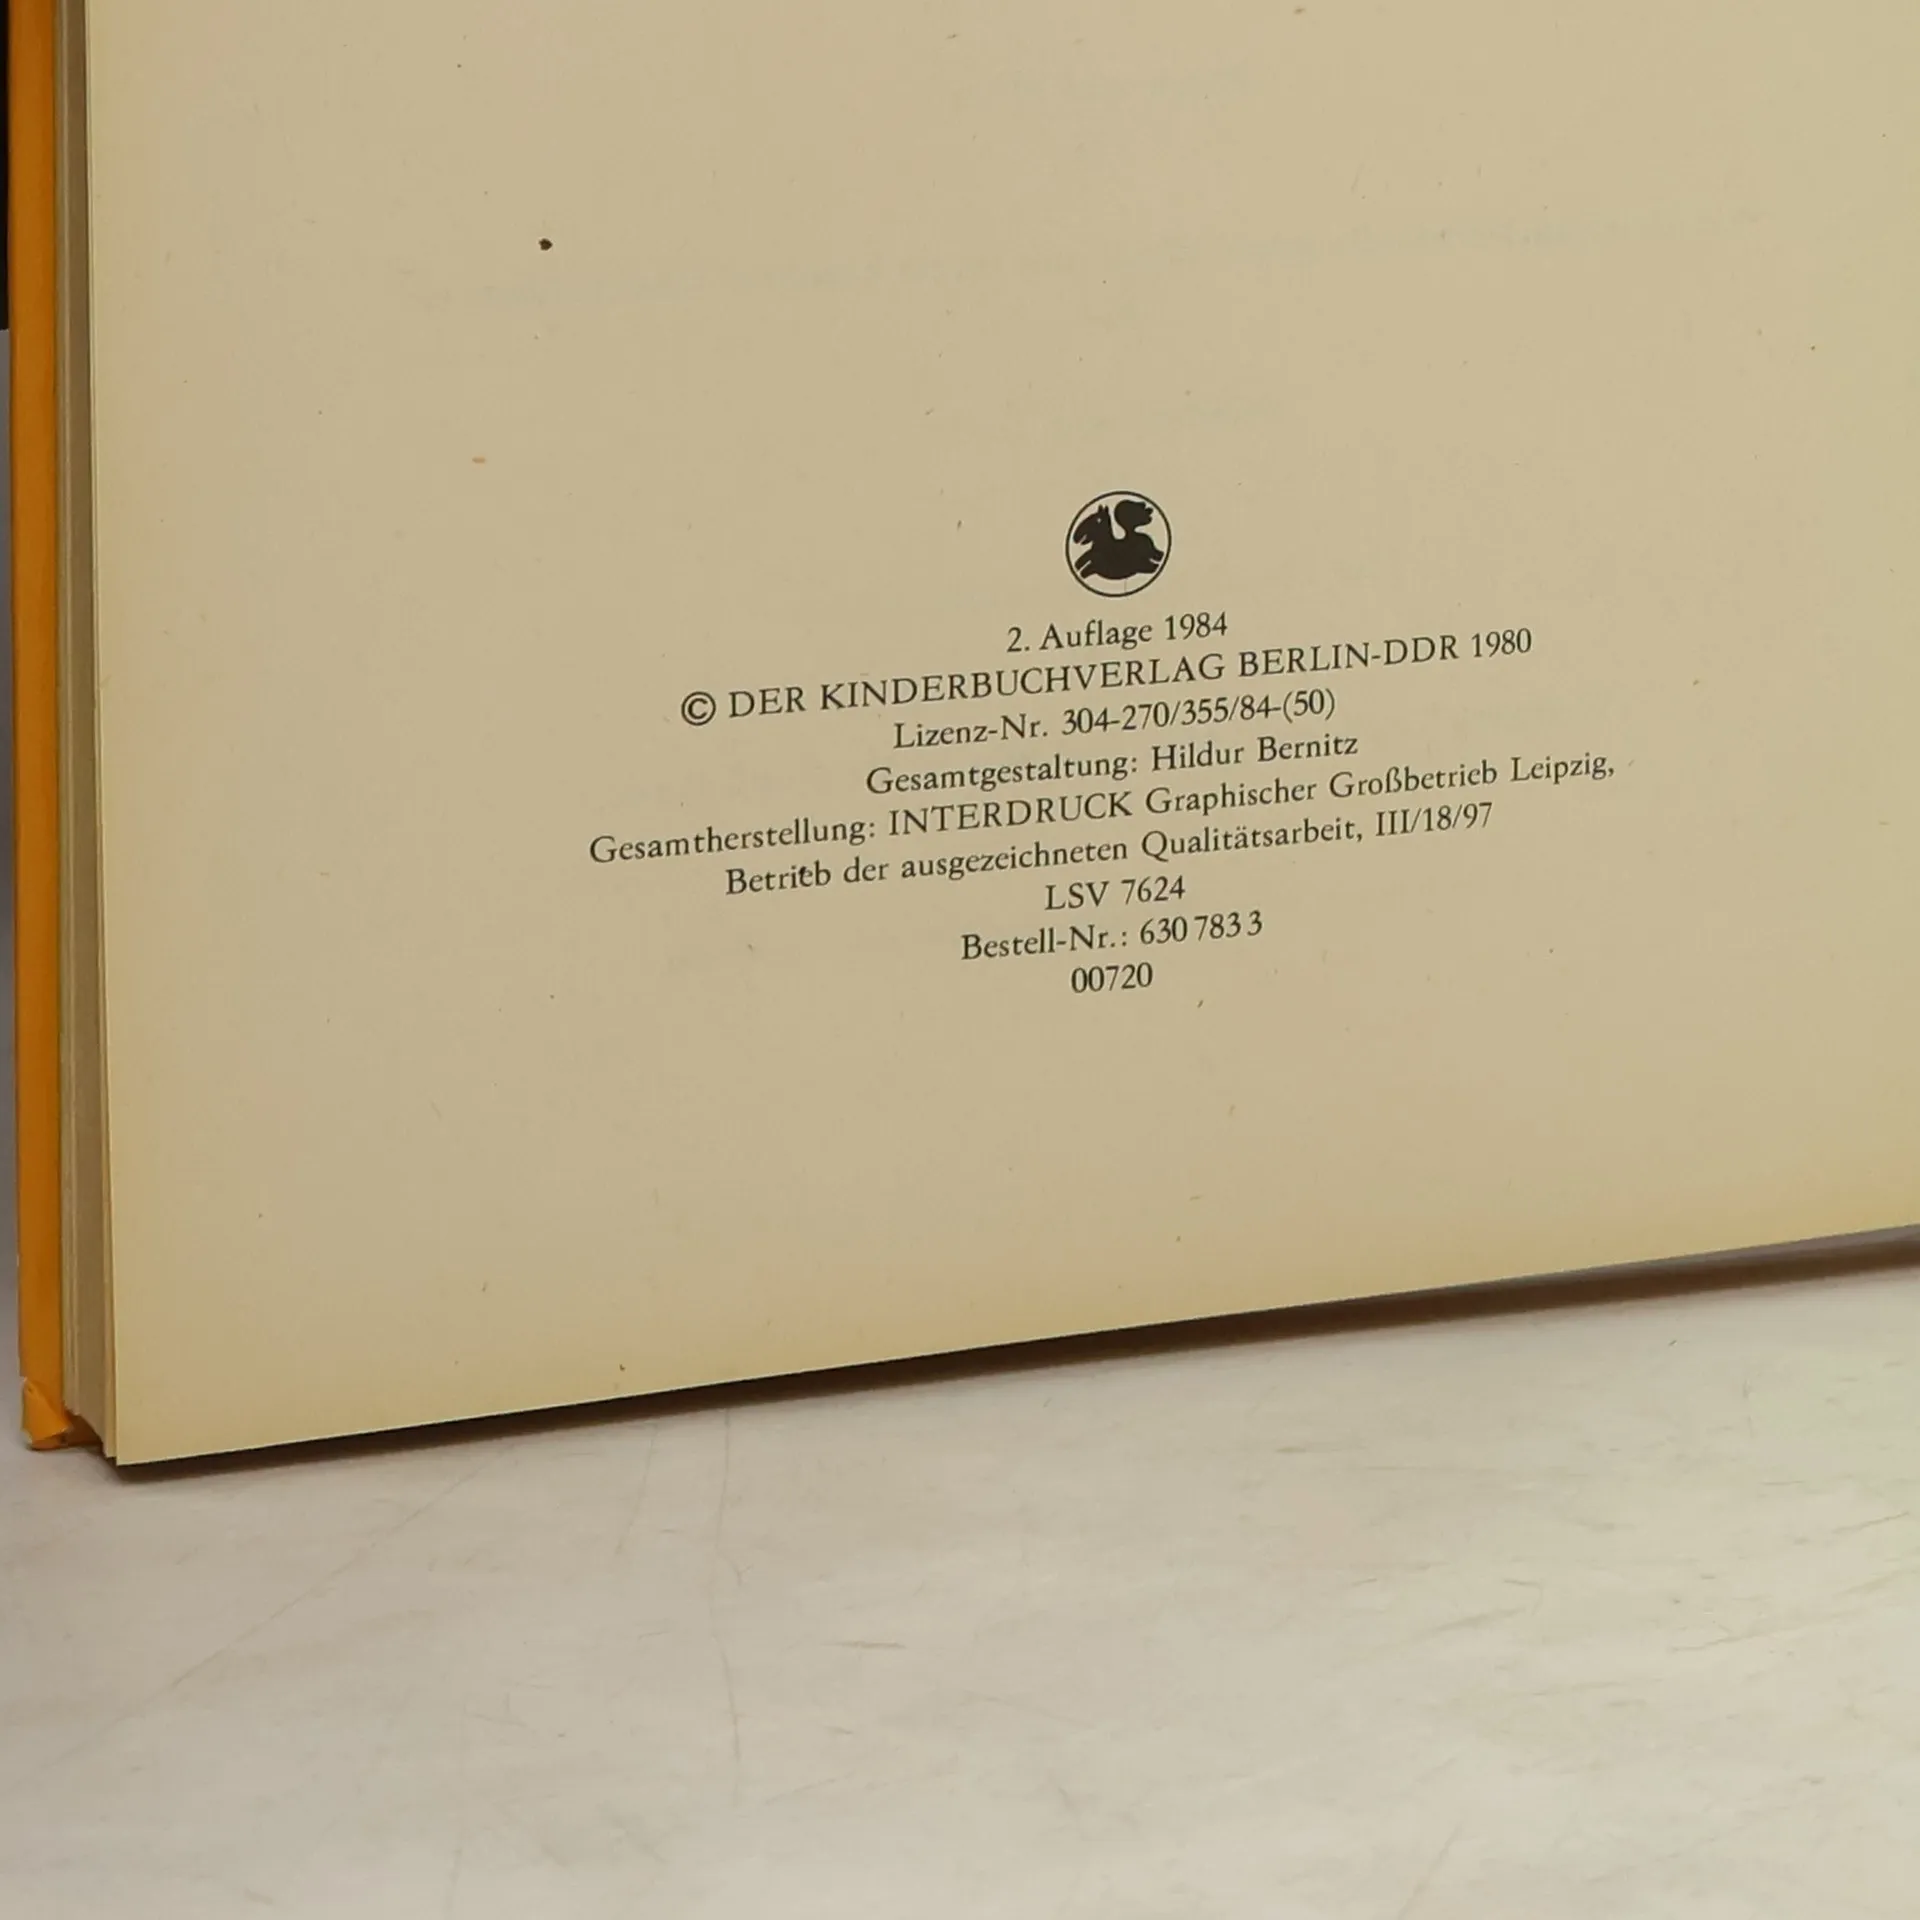 2. Auflage 1984
© DER KINDERBUCHVERLAG BERLIN-DDR 1980
Lizenz-Nr. 304-270/355/84-(50)
Gesamtgestaltung: Hildur Bernitz
Gesamtherstellung: INTERDRUCK Graphischer Großbetrieb Leipzig,
Betrieb der ausgezeichneten Qualitätsarbeit, III/18/97
LSV 7624
Bestell-Nr.: 630 783 3
00720